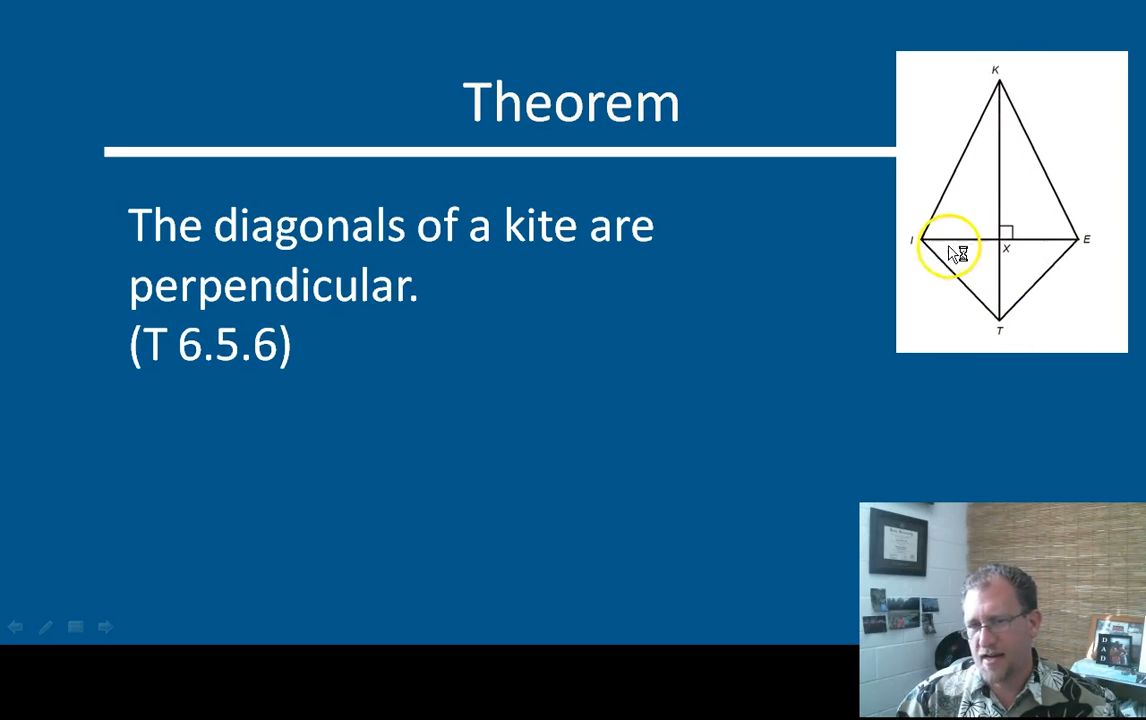 Theorem
The diagonals of a kite are
perpendicular.
(T 6.5.6)
K
I
X
E
T
D
A
D